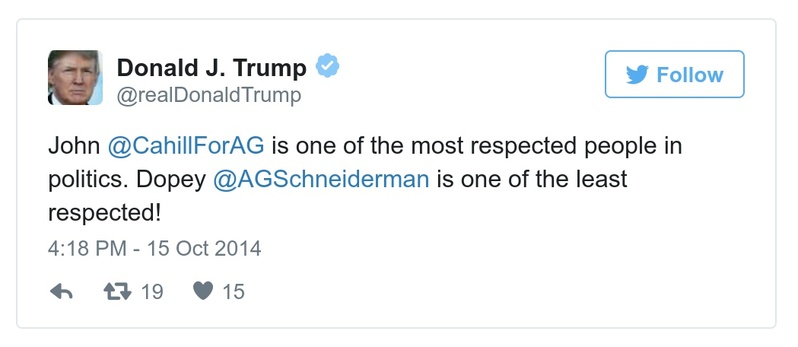 Donald J. Trump
@realDonaldTrump
Follow
John @CahillForAG is one of the most respected people in
politics. Dopey @AGSchneiderman is one of the least
respected!
4:18 PM - 15 Oct 2014
19 15